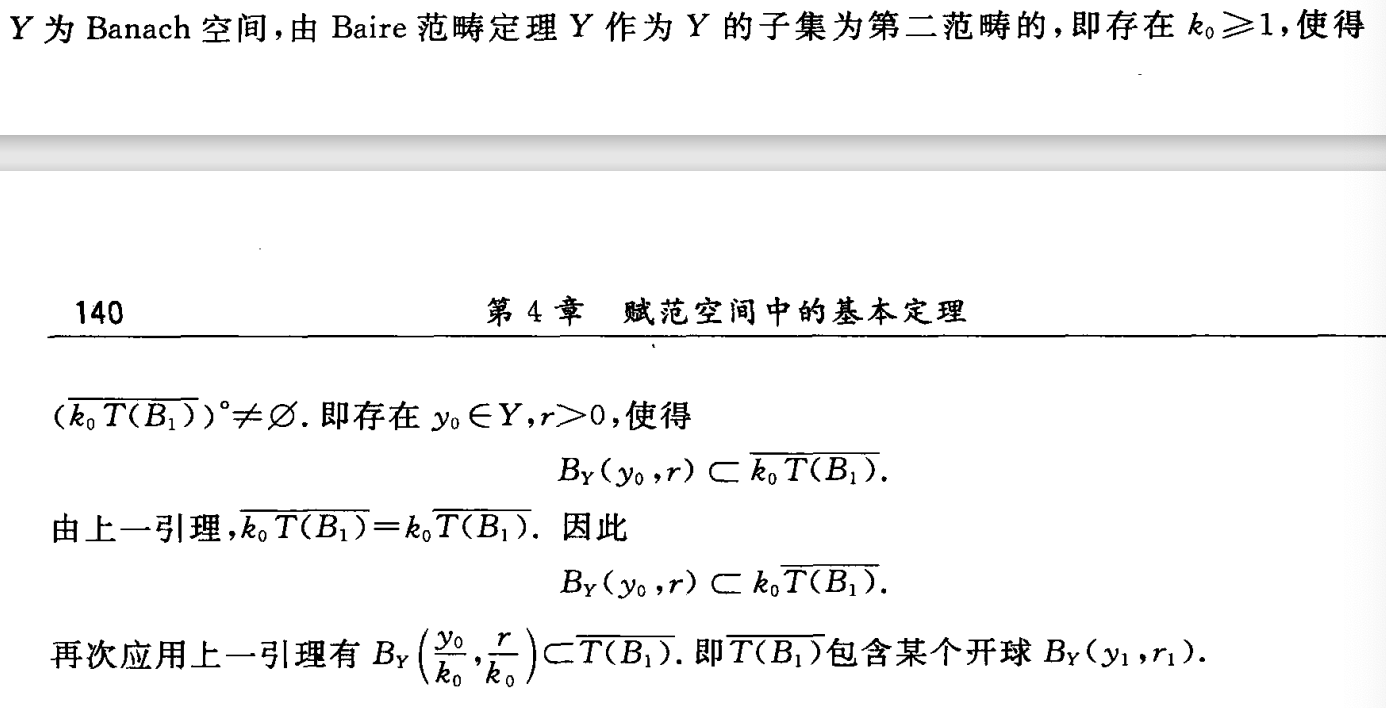 Y 为 Banach 空间,由 Baire 范畴定理 Y 作为 Y 的子集为第二范畴的,即存在 $k_0 \geqslant 1$,使得
140 第 4 章 赋范空间中的基本定理
$(\overline{k_0 T(B_1)})^\circ \neq \varnothing$. 即存在 $y_0 \in Y, r > 0$,使得
$B_Y(y_0, r) \subset \overline{k_0 T(B_1)}.$
由上一引理,$\overline{k_0 T(B_1)} = k_0 \overline{T(B_1)}$. 因此
$B_Y(y_0, r) \subset k_0 \overline{T(B_1)}.$
再次应用上一引理有 $B_Y\left(\frac{y_0}{k_0}, \frac{r}{k_0}\right) \subset \overline{T(B_1)}$. 即 $\overline{T(B_1)}$ 包含某个开球 $B_Y(y_1, r_1)$.